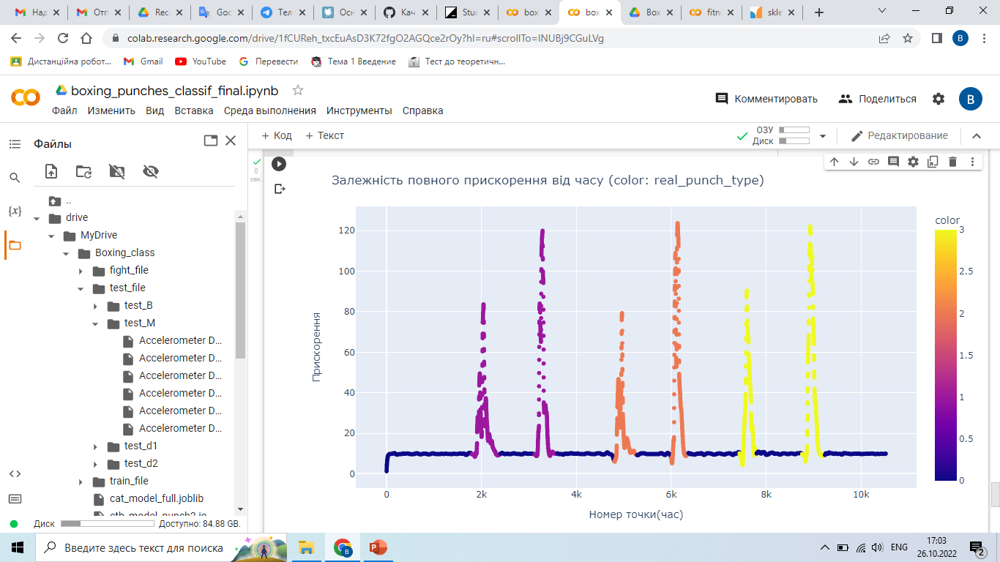 Над
Отп
Rec
Goc
Теле
Осн
Кач
Stud
box
box
Box
fitn
skle
colab.research.google.com/drive/1fCUReh_txcEuAsD3K72fgO2AGQce2rOy?hl=ru#scrollTo=INUBj9CGuLVg
В
Дистанційна робот...
Gmail
YouTube
Перевести
Тема 1 Введение
Тест до теоретичн...
boxing_punches_classif_final.ipynb
Файл Изменить Вид Вставка Среда выполнения Инструменты Справка
Комментировать
Поделиться
В
Файлы
+ Код + Текст
ОЗУ
Диск
Редактирование
0
сек.
{x}
..
drive
MyDrive
Boxing_class
fight_file
test_file
test_B
test_M
Accelerometer D...
Accelerometer D...
Accelerometer D...
Accelerometer D...
Accelerometer D...
Accelerometer D...
test_d1
test_d2
train_file
cat_model_full.joblib
Диск
Доступно: 84.88 GB.
Залежність повного прискорення від часу (color: real_punch_type)
Прискорення
120
100
80
60
40
20
0
0 2k 4k 6k 8k 10k
Номер точки(час)
color
3
2.5
2
1.5
1
0.5
0
Введите здесь текст для поиска
ENG
17:03
26.10.2022
2